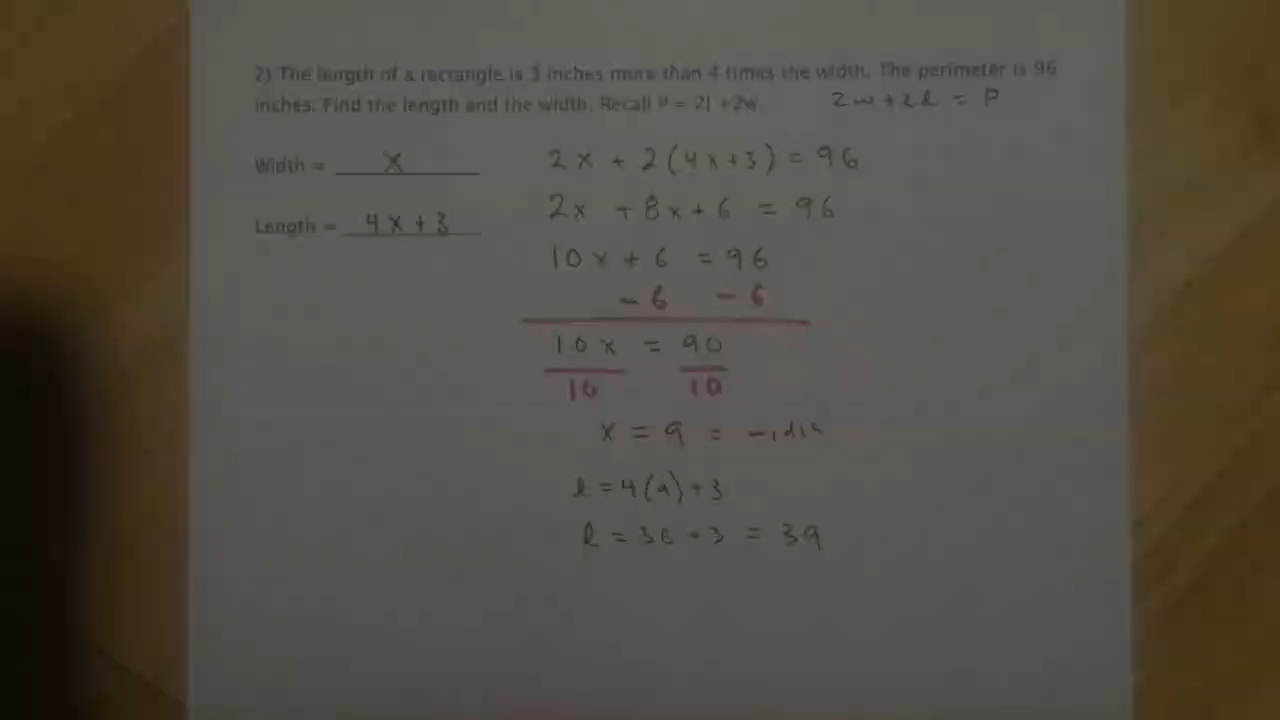 2) The length of a rectangle is 3 inches more than 4 times the width. The perimeter is 96
inches. Find the length and the width. Recall P = 2l +2w.
2w+2l = P
Width = x
2x + 2(4x+3) = 96
2x + 8x + 6 = 96
Length = 4x+3
10x + 6 = 96
- 6 - 6
10x = 90
10 10
x = 9 = width
l = 4(9)+3
l = 36 + 3 = 39